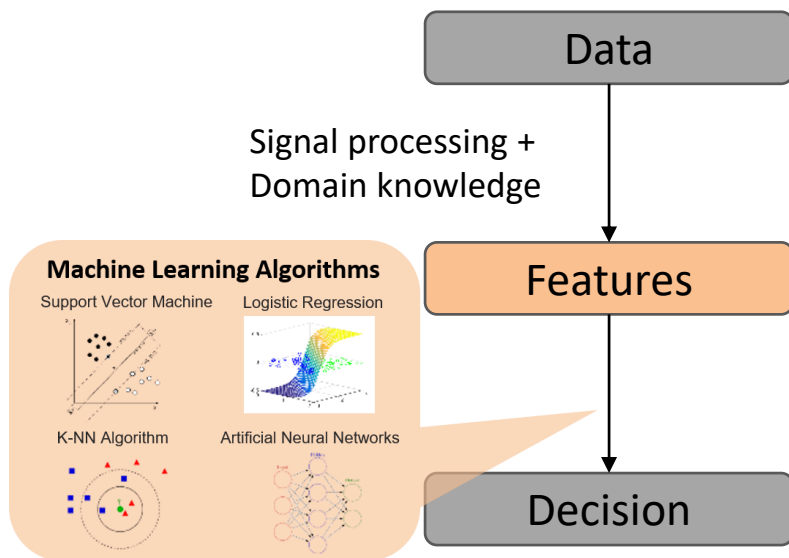 Data
Signal processing +
Domain knowledge
Features
Machine Learning Algorithms
Support Vector Machine
Logistic Regression
K-NN Algorithm
Artificial Neural Networks
Decision